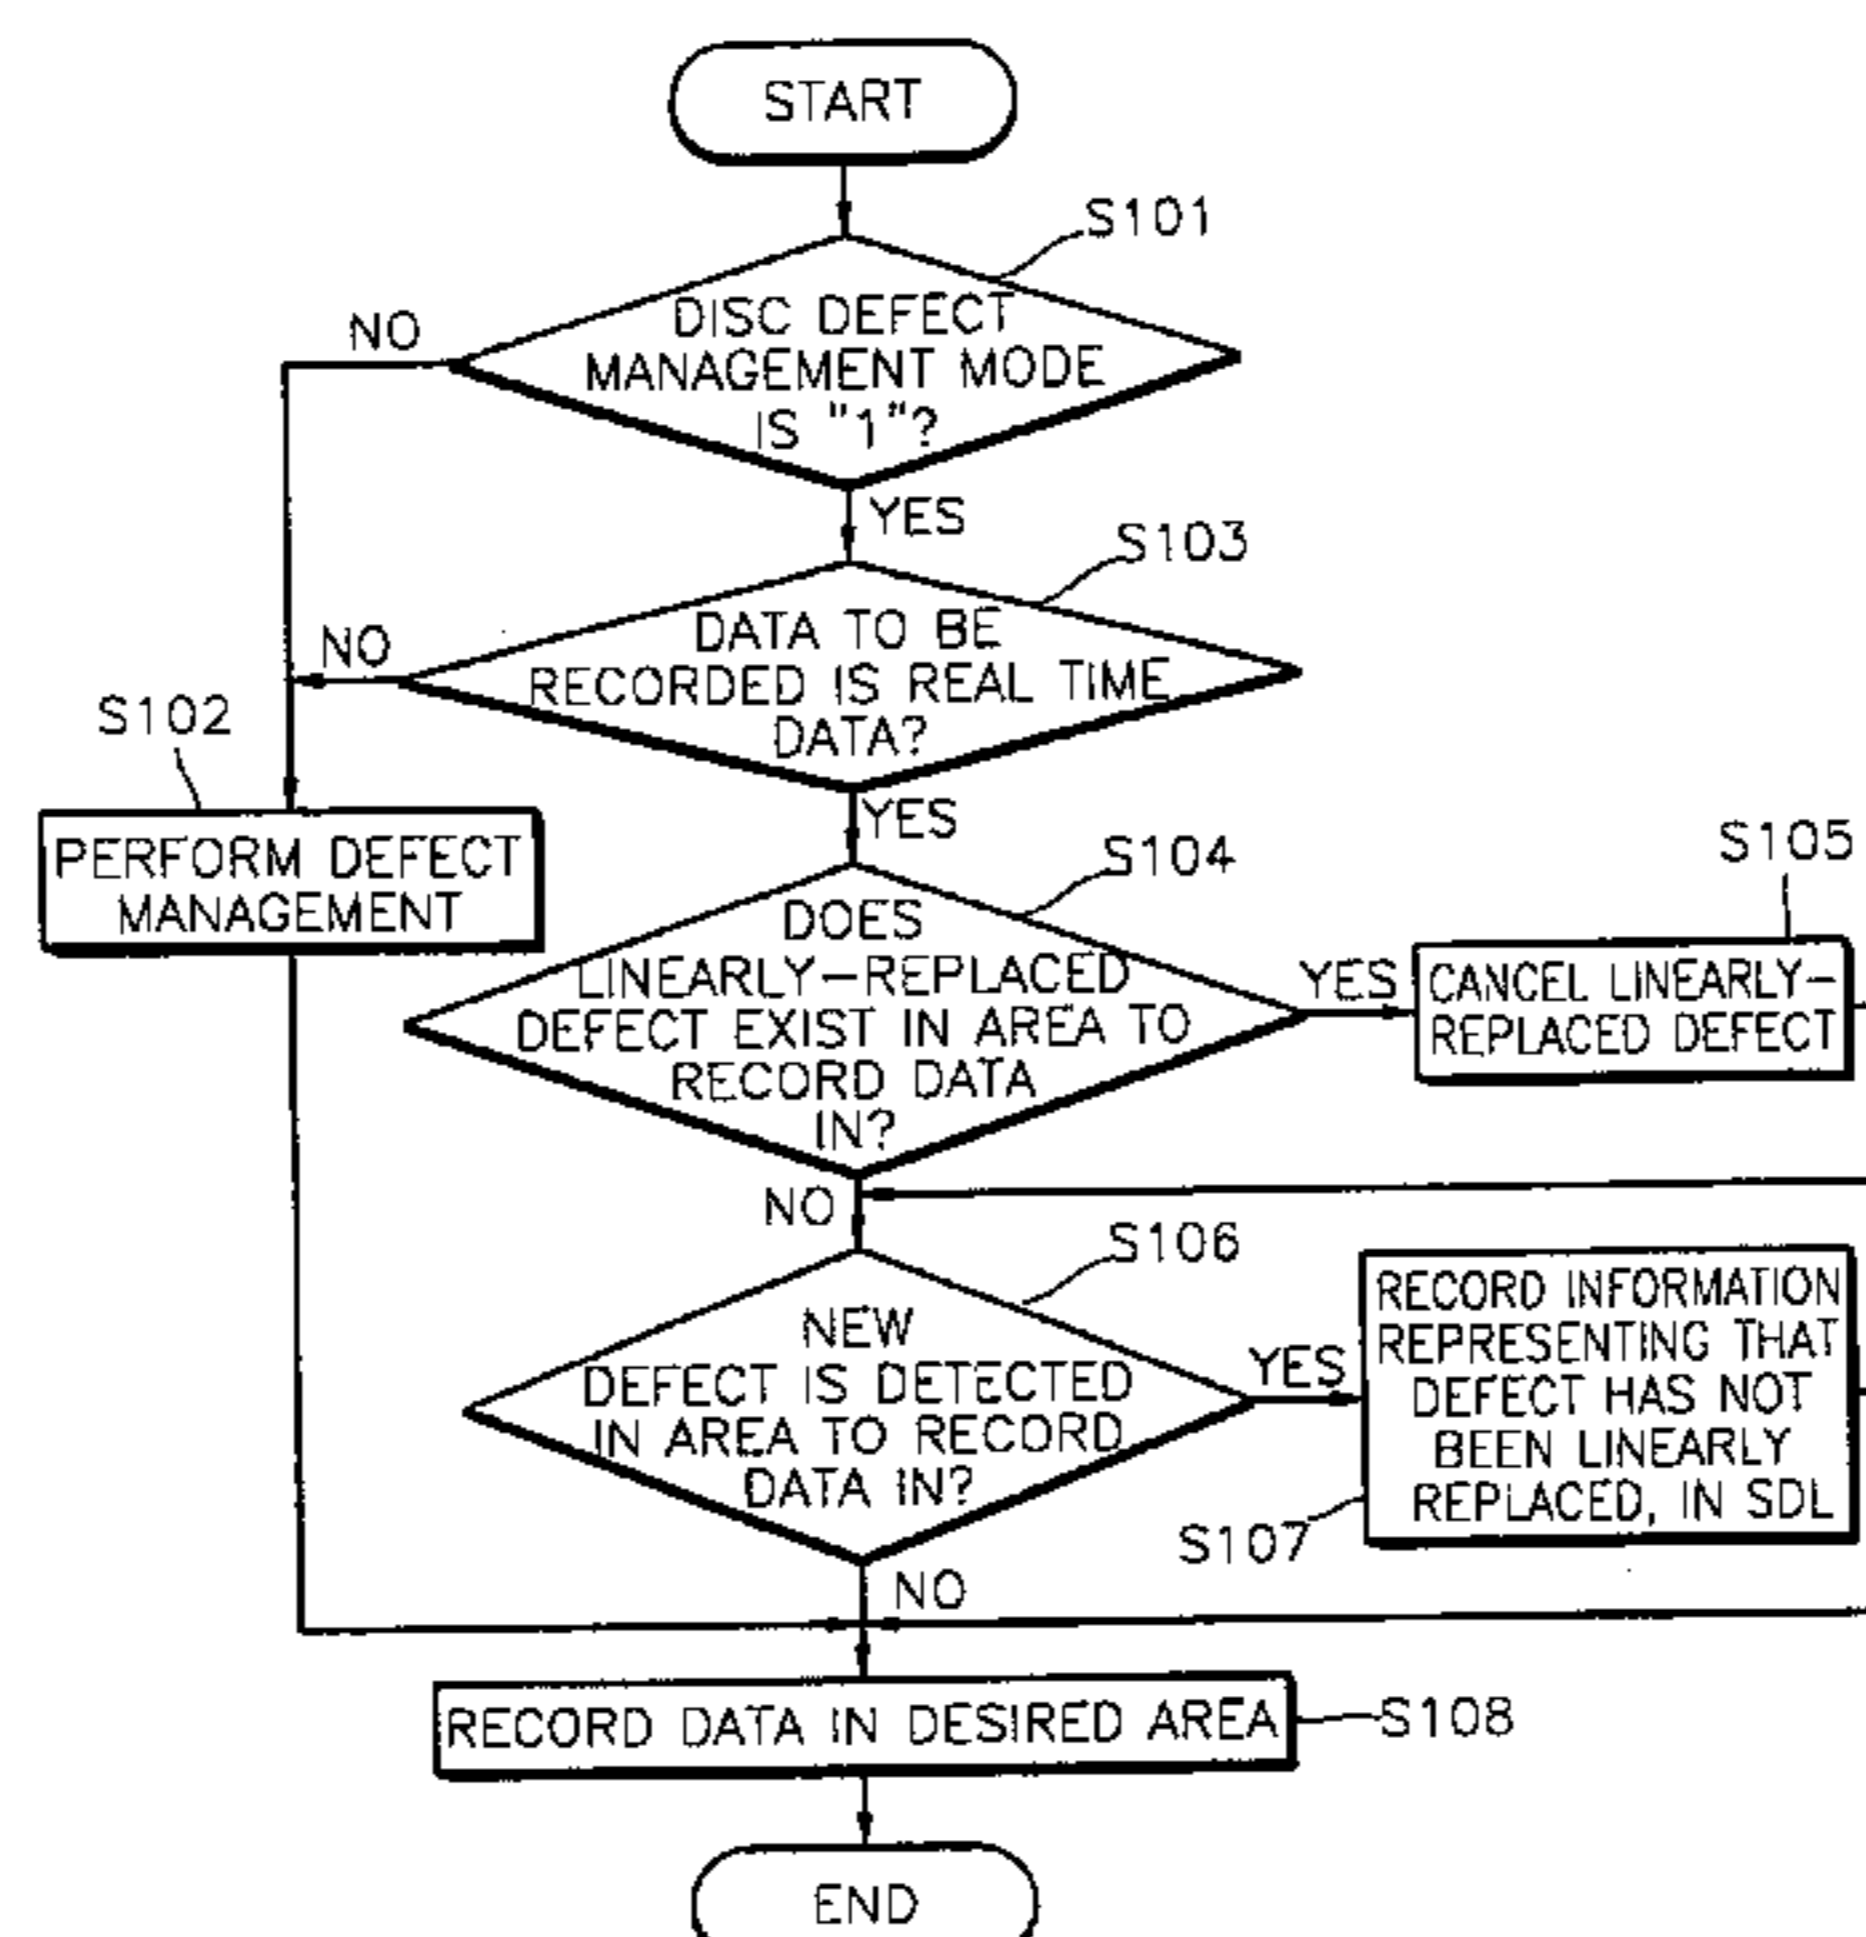 START
S101
DISC DEFECT
MANAGEMENT MODE
IS "1"?
NO
YES
S103
DATA TO BE
RECORDED IS REAL TIME
DATA?
NO
S102
PERFORM DEFECT
MANAGEMENT
YES
S104
DOES
LINEARLY-REPLACED
DEFECT EXIST IN AREA TO
RECORD DATA
IN?
YES
S105
CANCEL LINEARLY-
REPLACED DEFECT
NO
S106
NEW
DEFECT IS DETECTED
IN AREA TO RECORD
DATA IN?
YES
RECORD INFORMATION
REPRESENTING THAT
DEFECT HAS NOT
BEEN LINEARLY
REPLACED, IN SDL
S107
NO
RECORD DATA IN DESIRED AREA
S108
END